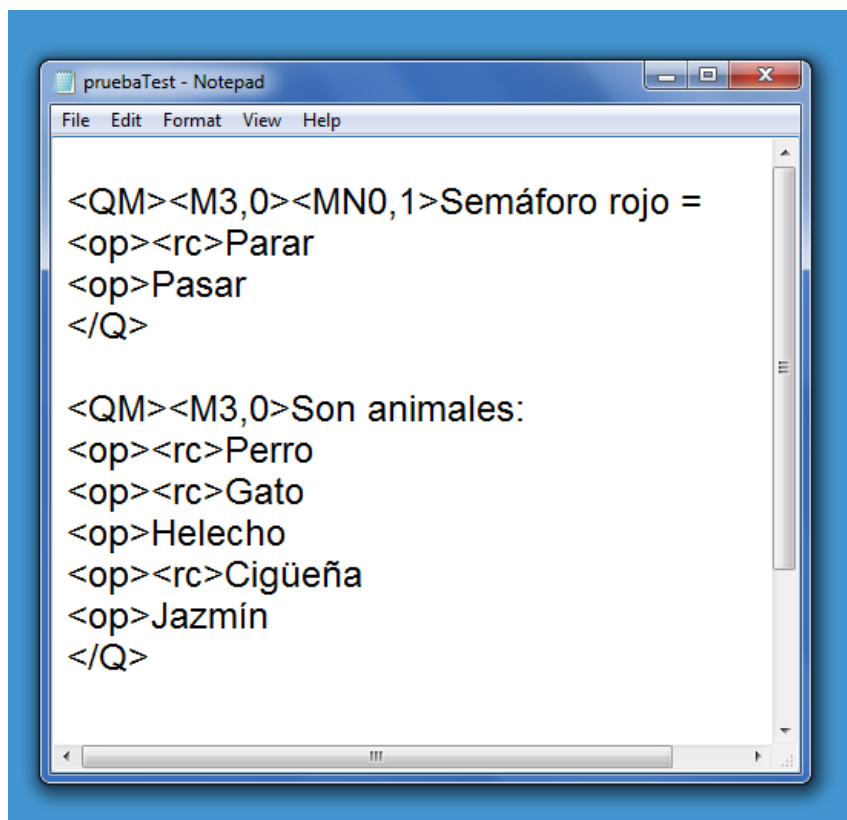 pruebaTest - Notepad
File Edit Format View Help
<QM><M3,0><MN0,1>Semáforo rojo =
<op><rc>Parar
<op>Pasar
</Q>
<QM><M3,0>Son animales:
<op><rc>Perro
<op><rc>Gato
<op>Helecho
<op><rc>Cigüeña
<op>Jazmín
</Q>